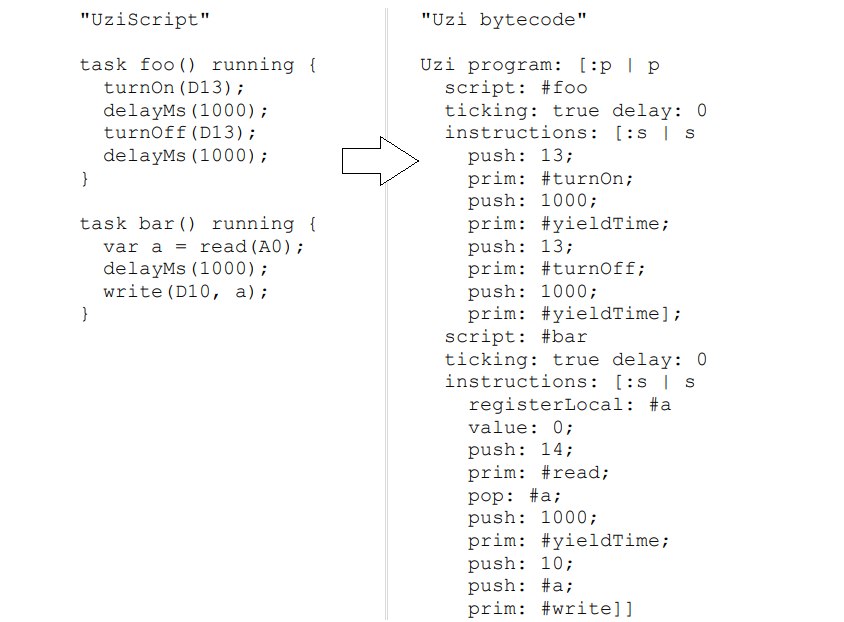 "UziScript"
task foo() running {
turnOn(D13);
delayMs(1000);
turnOff(D13);
delayMs(1000);
}
task bar() running {
var a = read(A0);
delayMs(1000);
write(D10, a);
}
"Uzi bytecode"
Uzi program: [:p | p
script: #foo
ticking: true delay: 0
instructions: [:s | s
push: 13;
prim: #turnOn;
push: 1000;
prim: #yieldTime;
push: 13;
prim: #turnOff;
push: 1000;
prim: #yieldTime];
script: #bar
ticking: true delay: 0
instructions: [:s | s
registerLocal: #a
value: 0;
push: 14;
prim: #read;
pop: #a;
push: 1000;
prim: #yieldTime;
push: 10;
push: #a;
prim: #write]]